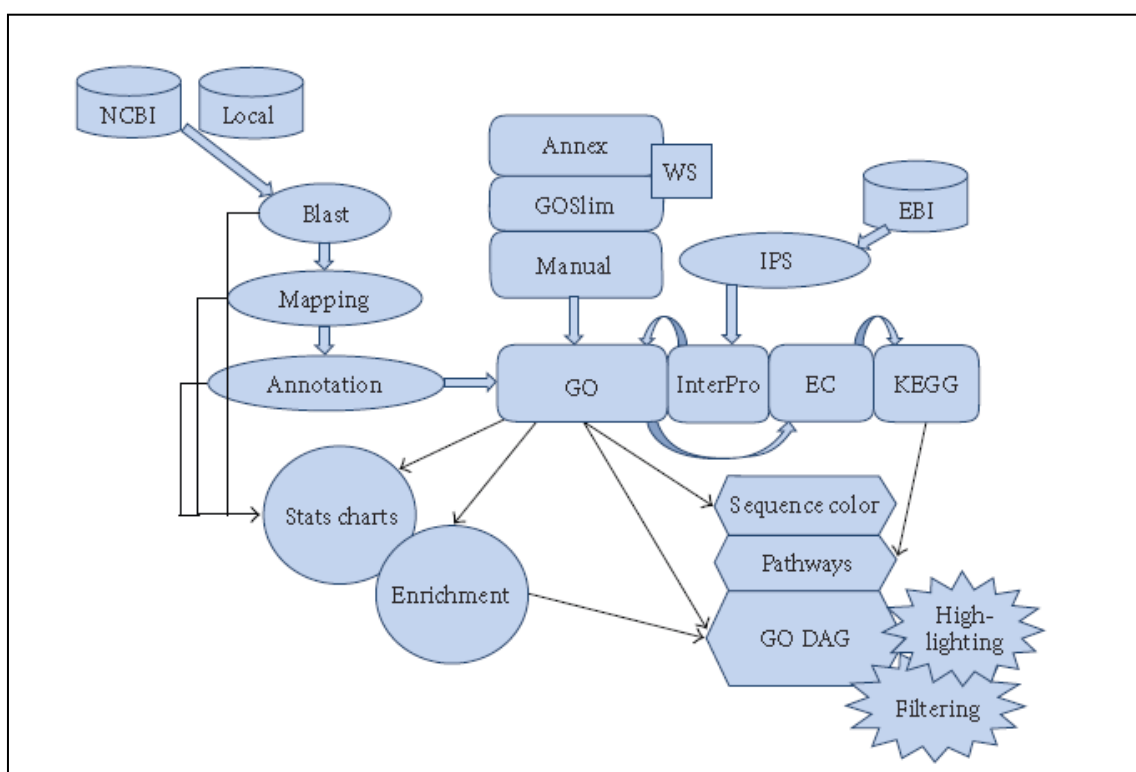 NCBI
Local
Annex
WS
GOSlim
EBI
Blast
Manual
IPS
Mapping
Annotation
GO
InterPro
EC
KEGG
Stats charts
Sequence color
Pathways
Enrichment
GO DAG
High-
lighting
Filtering